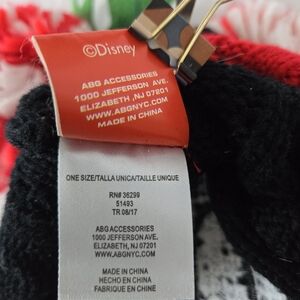 ©Disney
ABG ACCESSORIES
1000 JEFFERSON AVE.
ELIZABETH, NJ 07201
WWW.ABGNYC.COM
MADE IN CHINA
ONE SIZE/TALLA UNICA/TAILLE UNIQUE
RN# 36299
51493
TR 08/17
ABG ACCESSORIES
1000 JEFFERSON AVE.
ELIZABETH, NJ 07201
WWW.ABGNYC.COM
MADE IN CHINA
HECHO EN CHINA
FABRIQUE EN CHINE